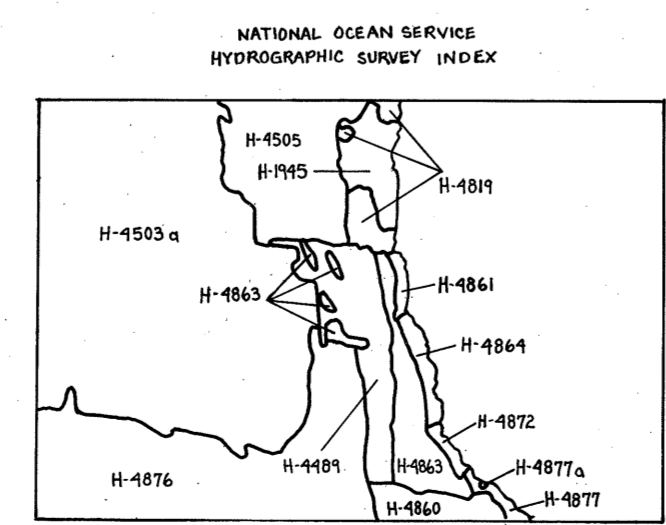 NATIONAL OCEAN SERVICE
HYDROGRAPHIC SURVEY INDEX
H-4505
H-1945
H-4819
H-4503a
H-4863
H-4861
H-4864
H-4872
H-4489
H-4863
H-4877a
H-4876
H-4877
H-4860